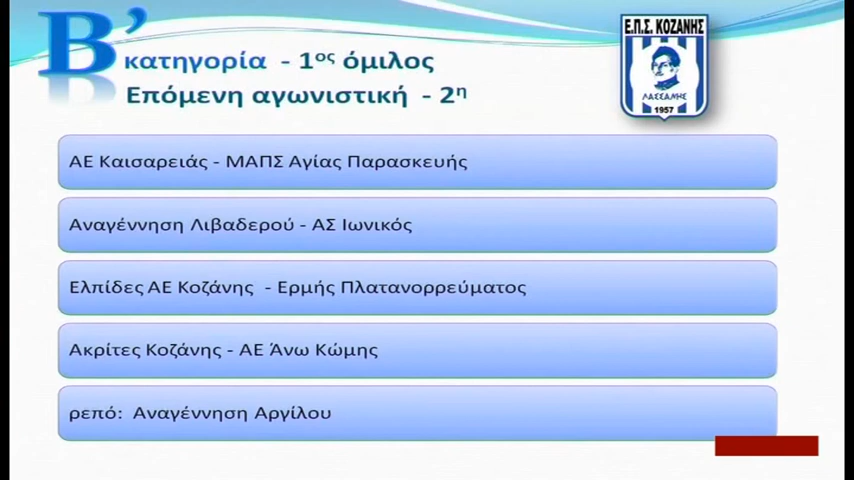 Β’ κατηγορία - 1ος όμιλος
Επόμενη αγωνιστική - 2η
Ε.Π.Σ. ΚΟΖΑΝΗΣ
ΛΑΣΣΑΝΗΣ
1957
ΑΕ Καισαρειάς - ΜΑΠΣ Αγίας Παρασκευής
Αναγέννηση Λιβαδερού - ΑΣ Ιωνικός
Ελπίδες ΑΕ Κοζάνης - Ερμής Πλατανορρεύματος
Ακρίτες Κοζάνης - ΑΕ Άνω Κώμης
ρεπό: Αναγέννηση Αργίλου